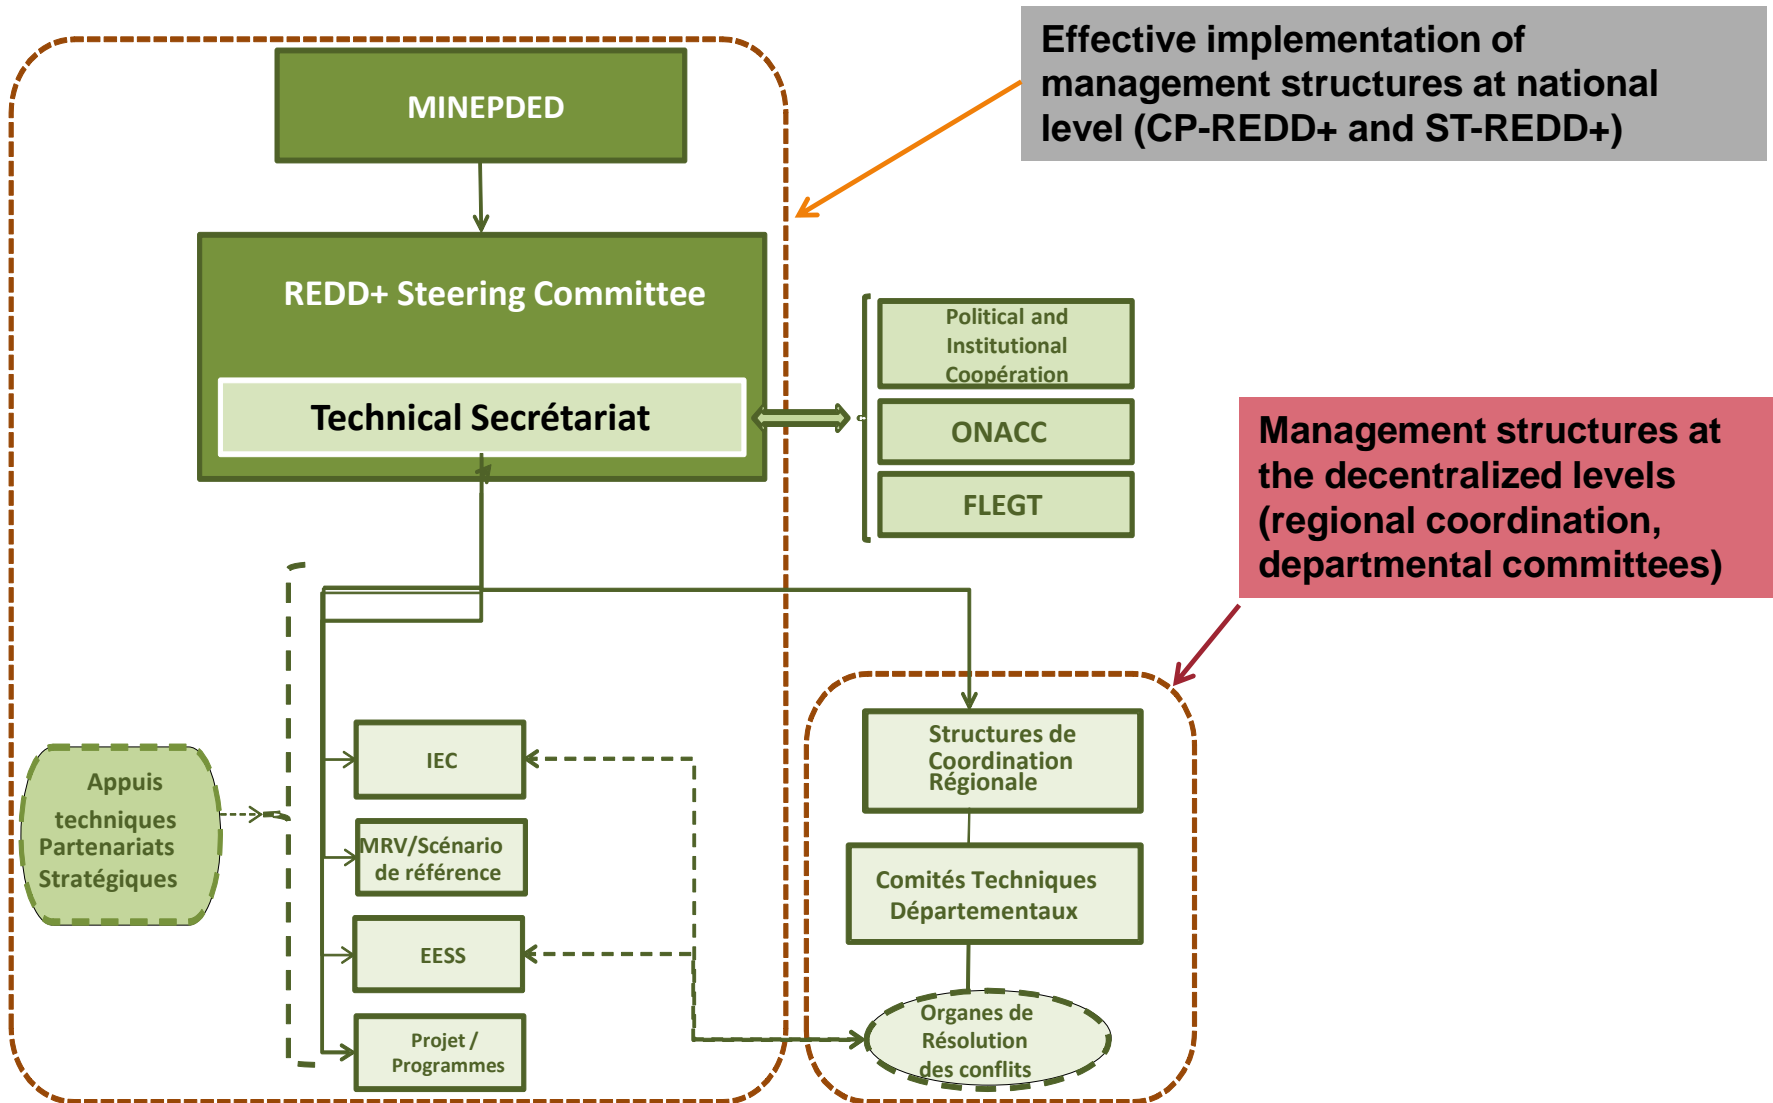 Effective implementation of
management structures at national
level (CP-REDD+ and ST-REDD+)
MINEPDED
REDD+ Steering Committee
Technical Secrétariat
Political and
Institutional
Coopération
ONACC
FLEGT
Management structures at
the decentralized levels
(regional coordination,
departmental committees)
Appuis
techniques
Partenariats
Stratégiques
IEC
MRV/Scénario
de référence
EESS
Projet /
Programmes
Structures de
Coordination
Régionale
Comités Techniques
Départementaux
Organes de
Résolution
des conflits